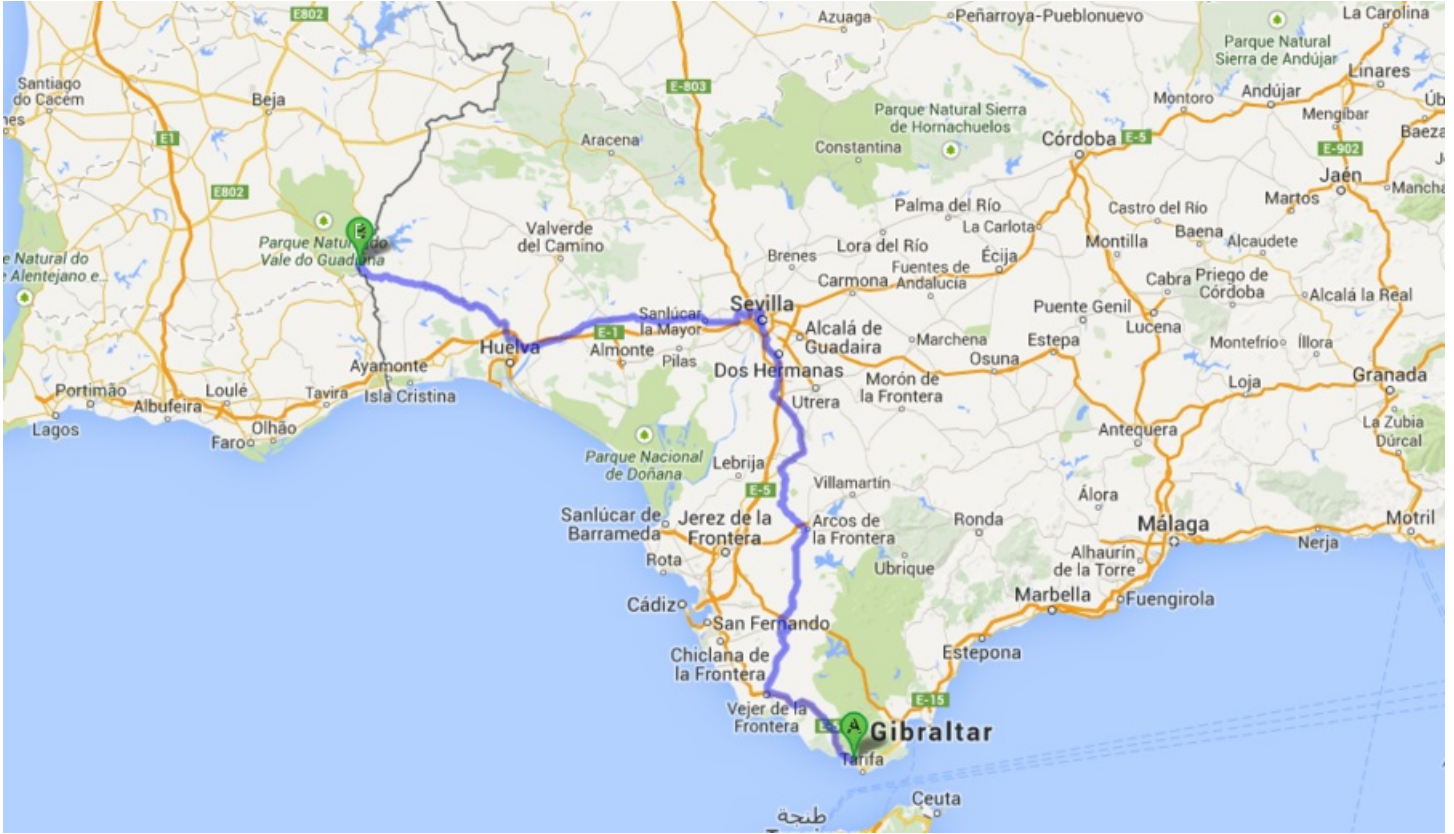 E802
Azuaga
Peñarroya-Pueblonuevo
La Carolina
Parque Natural
Sierra de Andújar
Santiago
do Cacém
Beja
E-803
Linares
Andújar
Montoro
Mengíbar
Úb
Baeza
nes
E1
Aracena
Parque Natural Sierra
de Hornachuelos
Constantina
Córdoba
E-5
E-902
Jaén
Martos
Mancha
E802
Palma del Río
La Carlota
Castro del Río
Baena
Alcaudete
Montilla
Valverde
del Camino
Lora del Río
Écija
Brenes
Fuentes de
Andalucía
Carmona
Cabra
Priego de
Córdoba
Alcalá la Real
E
Parque Natural do
Vale do Guadiana
e Natural do
e Alentejano e...
Sevilla
Puente Genil
Lucena
Sanlúcar
la Mayor
E-1
Alcalá de
Guadaira
Marchena
Estepa
Montefrío
Íllora
Huelva
Almonte
Pilas
Osuna
Dos Hermanas
Ayamonte
Morón de
la Frontera
Loja
Granada
Portimão
Loulé
Tavira
Isla Cristina
Utrera
Albufeira
Lagos
Olhão
Faro
Antequera
La Zubia
Dúrcal
Parque Nacional
de Doñana
Lebrija
Villamartín
E-5
Álora
Sanlúcar de
Barrameda
Jerez de la
Frontera
Arcos de
la Frontera
Ronda
Málaga
Motril
Nerja
Rota
Ubrique
Alhaurín
de la Torre
Cádiz
Marbella
Fuengirola
San Fernando
Chiclana de
la Frontera
Estepona
E-15
Vejer de la
Frontera
A
Gibraltar
Tarifa
Ceuta
طنجة